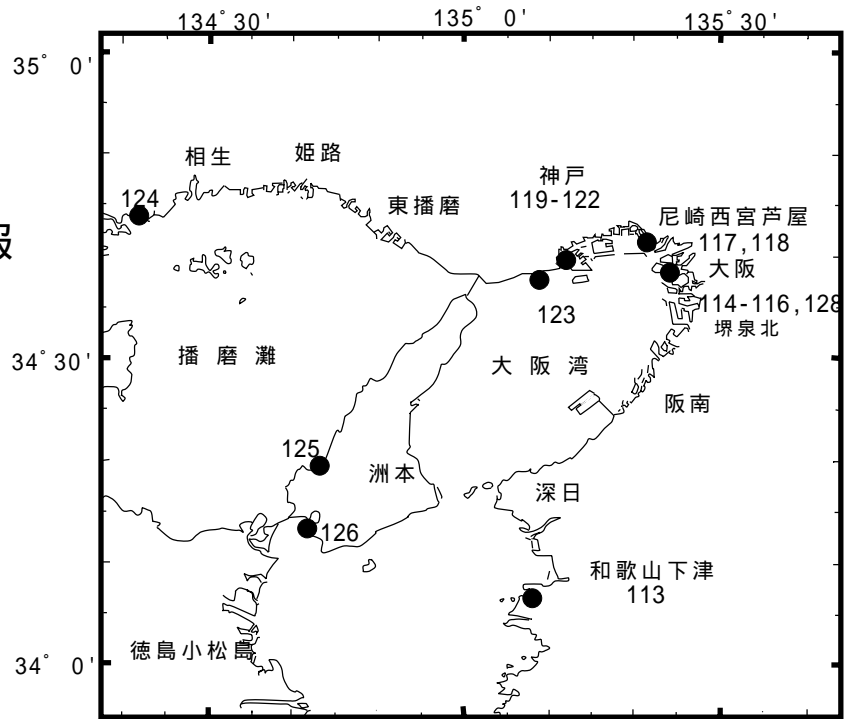 134° 30'
135° 0'
135° 30'
35° 0'
相生
姫路
神戸
119-122
124
東播磨
尼崎西宮芦屋
117,118
報
大阪
123
114-116,128
堺泉北
34° 30'
播磨灘
大阪湾
阪南
125
洲本
深日
126
和歌山下津
113
徳島小松島
34° 0'